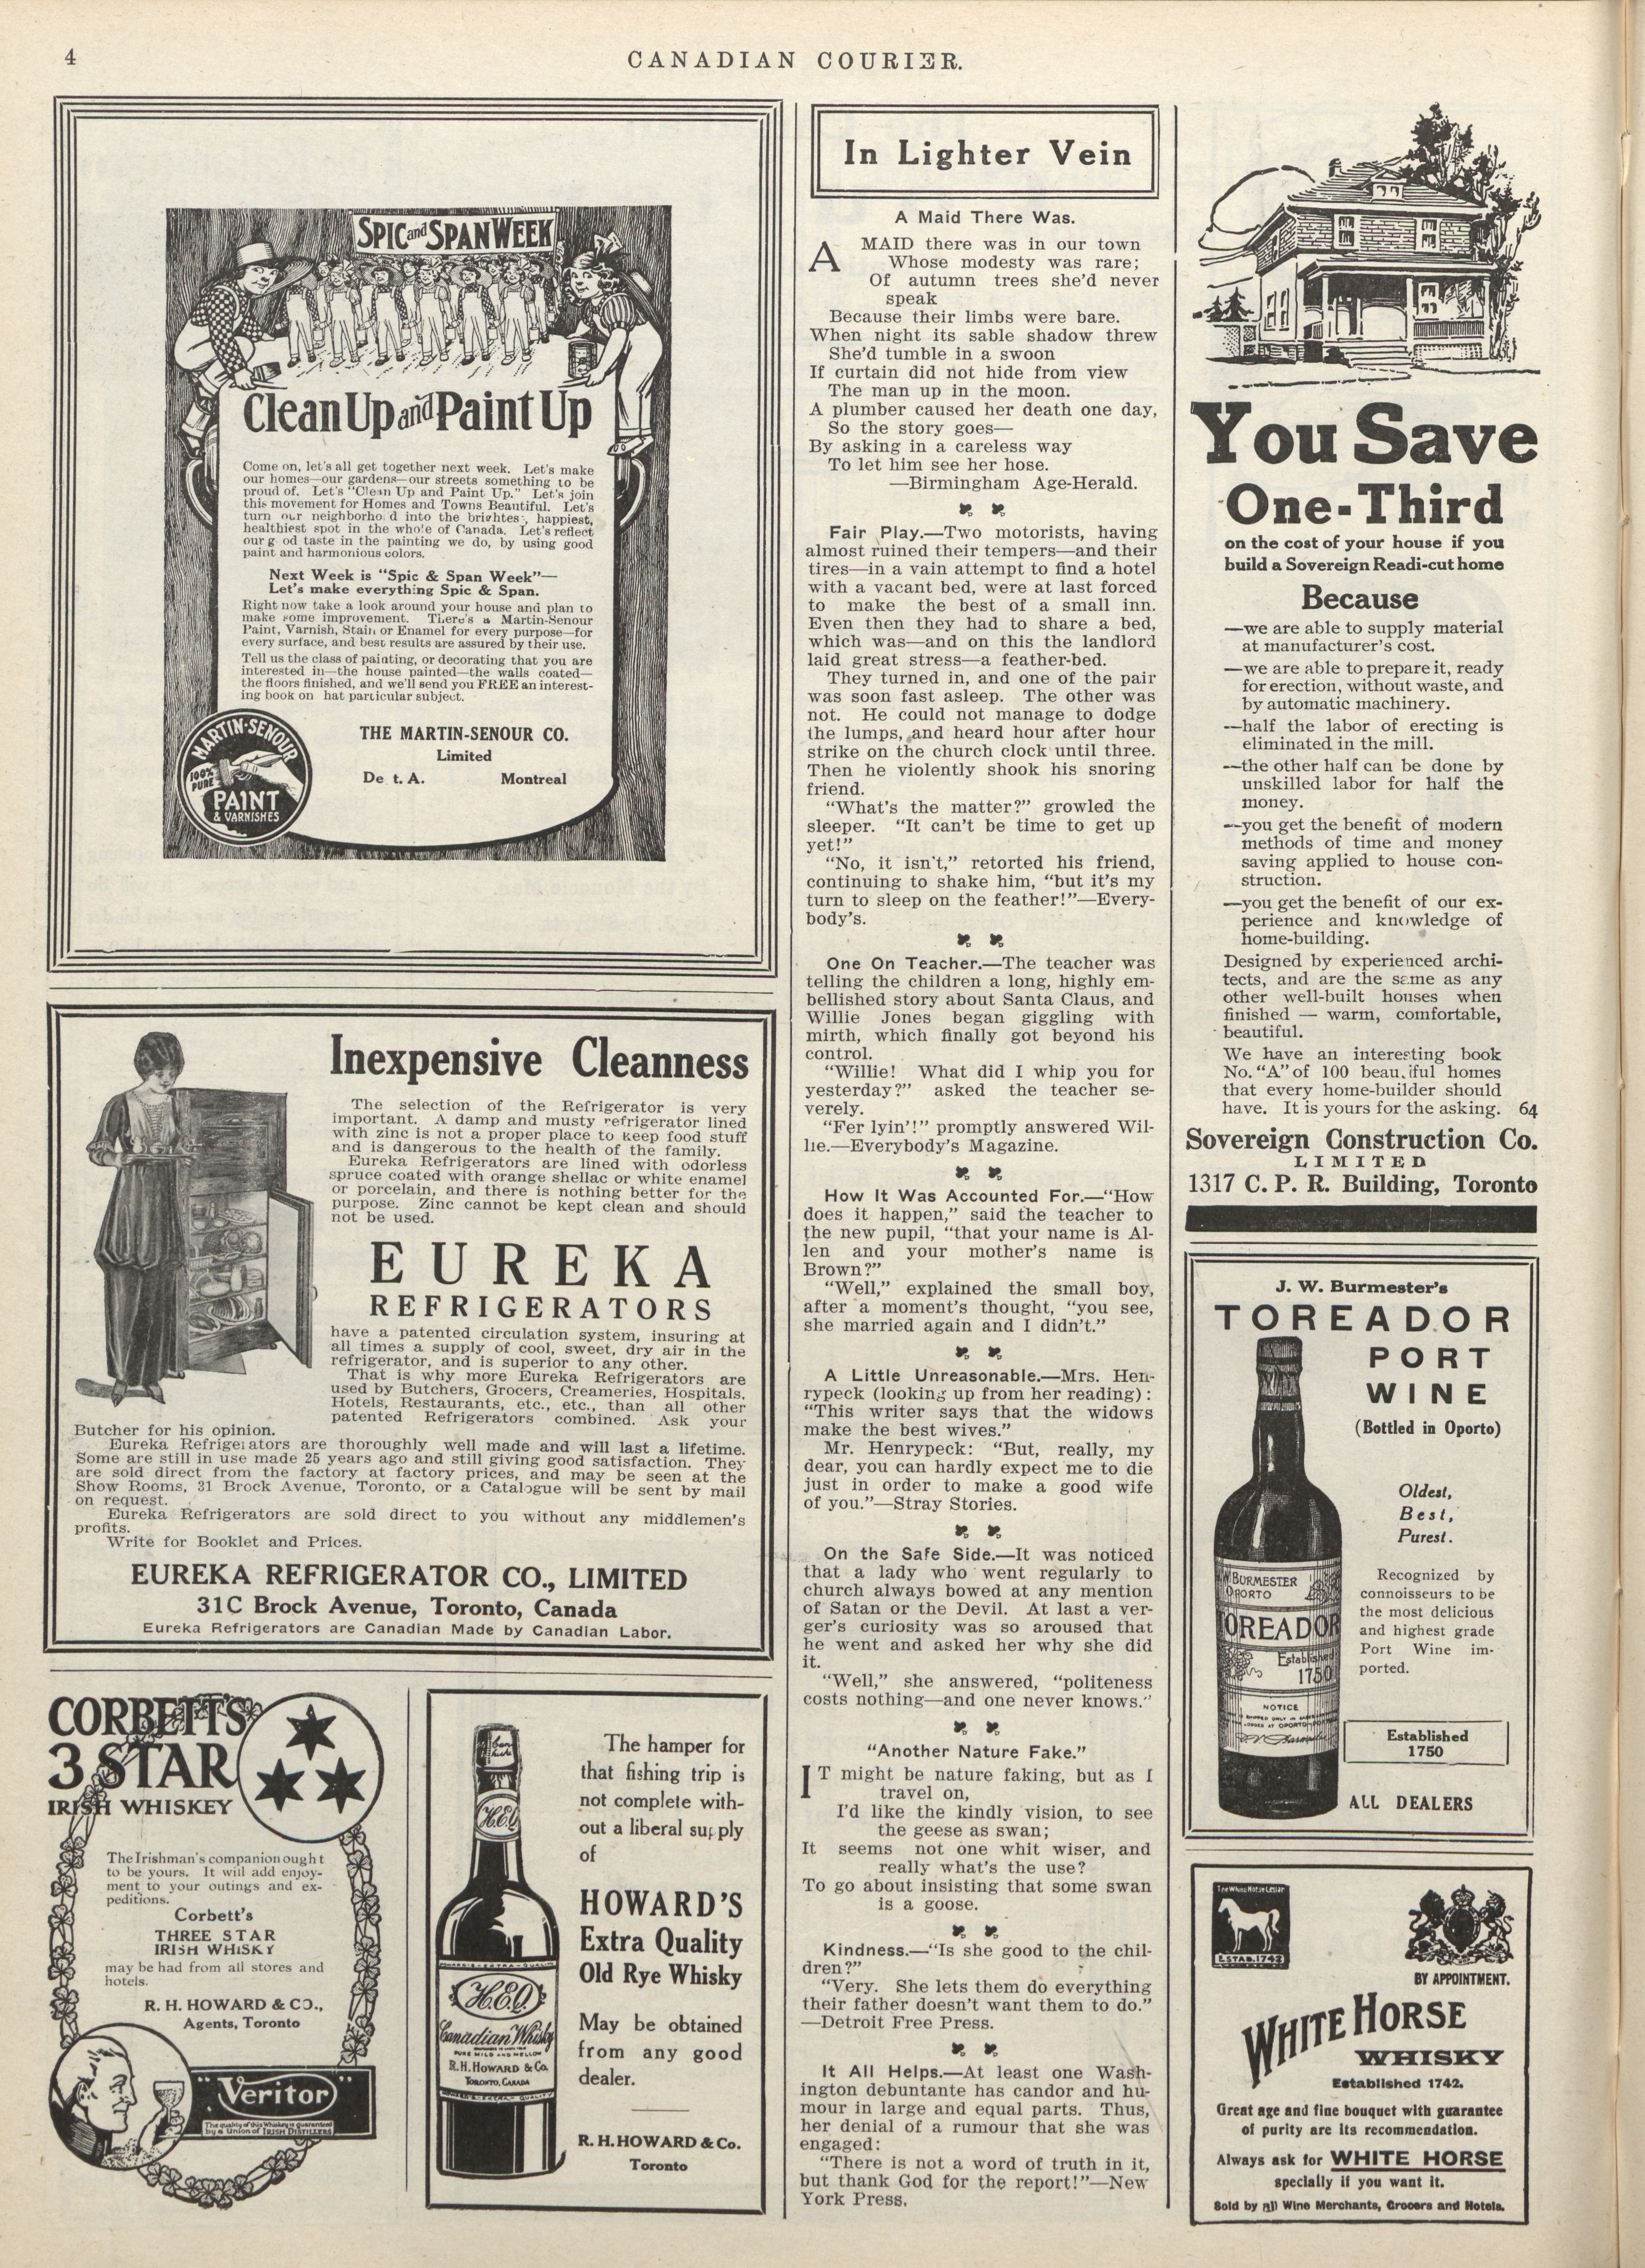 4
CANADIAN COURIER.
SPIC and SPAN WEEK
Clean Up and Paint Up
Come on, let's all get together next week. Let's make
our homes—our gardens—our streets something to be
proud of. Let's "Clean Up and Paint Up." Let's join
this movement for Homes and Towns Beautiful. Let's
turn our neighborho d into the brightes, happiest,
healthiest spot in the whole of Canada. Let's reflect
our g od taste in the painting we do, by using good
paint and harmonious colors.
Next Week is "Spic & Span Week"—
Let's make everything Spic & Span.
Right now take a look around your house and plan to
make some improvement. There's a Martin-Senour
Paint, Varnish, Stain or Enamel for every purpose—for
every surface, and best results are assured by their use.
Tell us the class of painting, or decorating that you are
interested in—the house painted—the walls coated—
the floors finished, and we'll send you FREE an interest-
ing book on hat particular subject.
MARTIN-SENOUR
100%
PURE
PAINT
& VARNISHES
THE MARTIN-SENOUR CO.
Limited
De t. A. Montreal
Inexpensive Cleanness
The selection of the Refrigerator is very
important. A damp and musty refrigerator lined
with zinc is not a proper place to keep food stuff
and is dangerous to the health of the family.
Eureka Refrigerators are lined with odorless
spruce coated with orange shellac or white enamel
or porcelain, and there is nothing better for the
purpose. Zinc cannot be kept clean and should
not be used.
EUREKA
REFRIGERATORS
have a patented circulation system, insuring at
all times a supply of cool, sweet, dry air in the
refrigerator, and is superior to any other.
That is why more Eureka Refrigerators are
used by Butchers, Grocers, Creameries, Hospitals,
Hotels, Restaurants, etc., etc., than all other
patented Refrigerators combined. Ask your
Butcher for his opinion.
Eureka Refrigerators are thoroughly well made and will last a lifetime.
Some are still in use made 25 years ago and still giving good satisfaction. They
are sold direct from the factory at factory prices, and may be seen at the
Show Rooms, 31 Brock Avenue, Toronto, or a Catalogue will be sent by mail
on request.
Eureka Refrigerators are sold direct to you without any middlemen's
profits.
Write for Booklet and Prices.
EUREKA REFRIGERATOR CO., LIMITED
31C Brock Avenue, Toronto, Canada
Eureka Refrigerators are Canadian Made by Canadian Labor.
CORBETT'S
3 STAR
IRISH WHISKEY
The Irishman's companion ought
to be yours. It will add enjoy-
ment to your outings and ex-
peditions.
Corbett's
THREE STAR
IRISH WHISKY
may be had from all stores and
hotels.
R. H. HOWARD & CO.,
Agents, Toronto
"Veritor"
The quality of this Whiskey is guaranteed
by a Union of IRISH DISTILLERS
H.E.Q.
H.E.Q.
Canadian Whisky
PURE MILD AND MELLOW
R.H. HOWARD & Co.
TORONTO, CANADA
The hamper for
that fishing trip is
not complete with-
out a liberal supply
of
HOWARD'S
Extra Quality
Old Rye Whisky
May be obtained
from any good
dealer.
R. H. HOWARD & Co.
Toronto
In Lighter Vein
A Maid There Was.
A MAID there was in our town
Whose modesty was rare;
Of autumn trees she'd never
speak
Because their limbs were bare.
When night its sable shadow threw
She'd tumble in a swoon
If curtain did not hide from view
The man up in the moon.
A plumber caused her death one day,
So the story goes—
By asking in a careless way
To let him see her hose.
—Birmingham Age-Herald.
Fair Play.—Two motorists, having
almost ruined their tempers—and their
tires—in a vain attempt to find a hotel
with a vacant bed, were at last forced
to make the best of a small inn.
Even then they had to share a bed,
which was—and on this the landlord
laid great stress—a feather-bed.
They turned in, and one of the pair
was soon fast asleep. The other was
not. He could not manage to dodge
the lumps, and heard hour after hour
strike on the church clock until three.
Then he violently shook his snoring
friend.
"What's the matter?" growled the
sleeper. "It can't be time to get up
yet!"
"No, it isn't," retorted his friend,
continuing to shake him, "but it's my
turn to sleep on the feather!"—Every-
body's.
One On Teacher.—The teacher was
telling the children a long, highly em-
bellished story about Santa Claus, and
Willie Jones began giggling with
mirth, which finally got beyond his
control.
"Willie! What did I whip you for
yesterday?" asked the teacher se-
verely.
"Fer lyin'!" promptly answered Wil-
lie.—Everybody's Magazine.
How It Was Accounted For.—"How
does it happen," said the teacher to
the new pupil, "that your name is Al-
len and your mother's name is
Brown?"
"Well," explained the small boy,
after a moment's thought, "you see,
she married again and I didn't."
A Little Unreasonable.—Mrs. Hen-
rypeck (looking up from her reading):
"This writer says that the widows
make the best wives."
Mr. Henrypeck: "But, really, my
dear, you can hardly expect me to die
just in order to make a good wife
of you."—Stray Stories.
On the Safe Side.—It was noticed
that a lady who went regularly to
church always bowed at any mention
of Satan or the Devil. At last a ver-
ger's curiosity was so aroused that
he went and asked her why she did
it.
"Well," she answered, "politeness
costs nothing—and one never knows."
"Another Nature Fake."
IT might be nature faking, but as I
travel on,
I'd like the kindly vision, to see
the geese as swan;
It seems not one whit wiser, and
really what's the use?
To go about insisting that some swan
is a goose.
Kindness.—"Is she good to the chil-
dren?"
"Very. She lets them do everything
their father doesn't want them to do."
—Detroit Free Press.
It All Helps.—At least one Wash-
ington debuntante has candor and hu-
mour in large and equal parts. Thus,
her denial of a rumour that she was
engaged:
"There is not a word of truth in it,
but thank God for the report!"—New
York Press.
You Save
One-Third
on the cost of your house if you
build a Sovereign Readi-cut home
Because
—we are able to supply material
at manufacturer's cost.
—we are able to prepare it, ready
for erection, without waste, and
by automatic machinery.
—half the labor of erecting is
eliminated in the mill.
—the other half can be done by
unskilled labor for half the
money.
—you get the benefit of modern
methods of time and money
saving applied to house con-
struction.
—you get the benefit of our ex-
perience and knowledge of
home-building.
Designed by experienced archi-
tects, and are the same as any
other well-built houses when
finished — warm, comfortable,
beautiful.
We have an interesting book
No. "A" of 100 beau.iful homes
that every home-builder should
have. It is yours for the asking. 64
Sovereign Construction Co.
LIMITED
1317 C. P. R. Building, Toronto
J. W. Burmester's
TOREADOR
PORT
WINE
(Bottled in Oporto)
Oldest,
Best,
Purest.
Recognized by
connoisseurs to be
the most delicious
and highest grade
Port Wine im-
ported.
Established
1750
ALL DEALERS
BURMESTER
OPORTO
OREADOR
Established
1750
NOTICE
The White Horse Cellar
ESTAB. 1742
BY APPOINTMENT.
WHITE HORSE
WHISKY
Established 1742.
Great age and fine bouquet with guarantee
of purity are its recommendation.
Always ask for WHITE HORSE
specially if you want it.
Sold by all Wine Merchants, Grocers and Hotels.